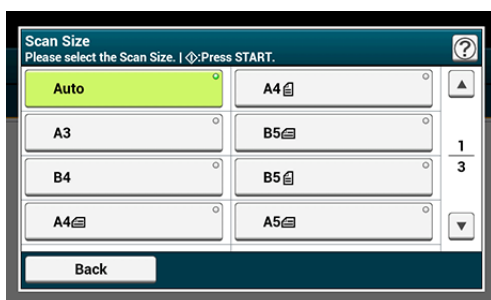 Scan Size
Please select the Scan Size. | :Press START.
?
Auto
A4
A3
B5
B4
B5
A4
A5
1
3
Back